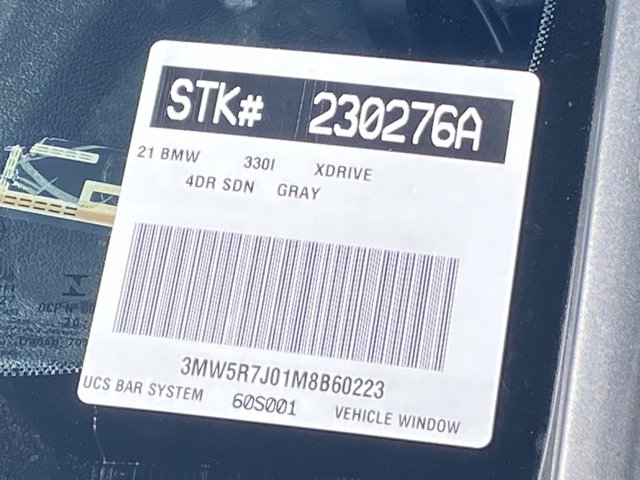 STK# 230276A
21 BMW 330I XDRIVE
4DR SDN GRAY
3MW5R7J01M8B60223
UCS BAR SYSTEM 60S001 VEHICLE WINDOW